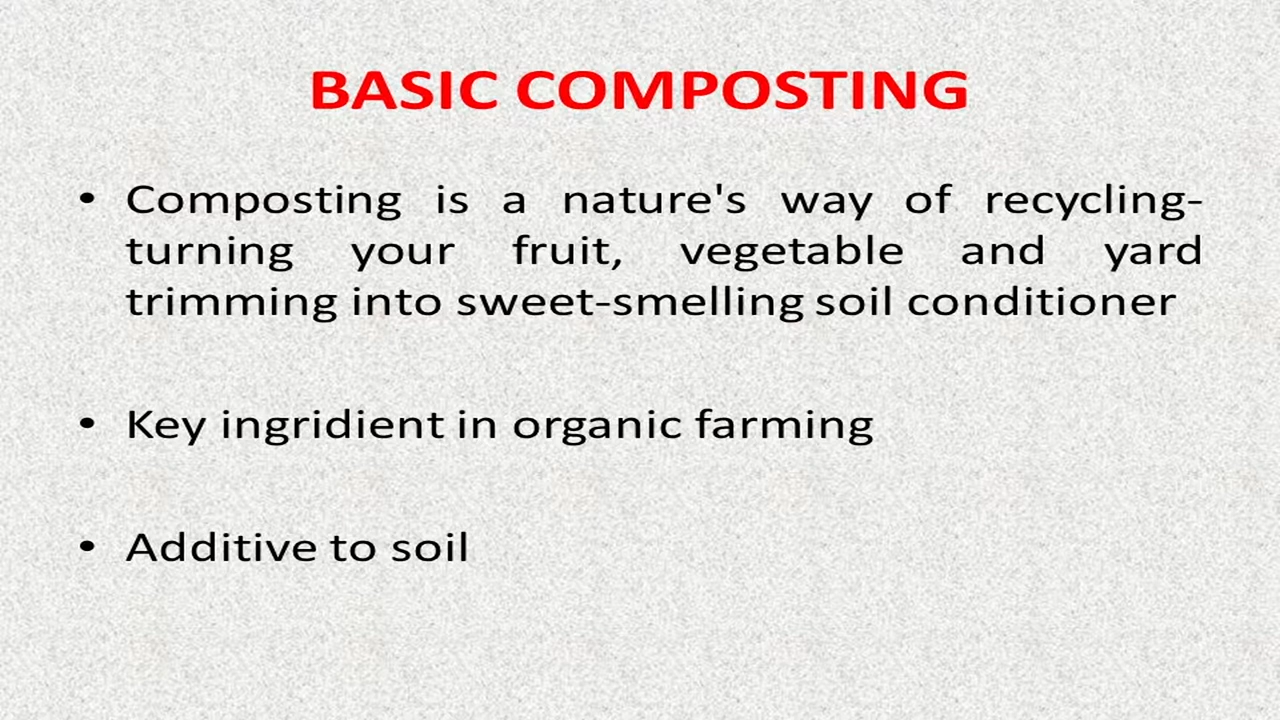 BASIC COMPOSTING
• Composting is a nature's way of recycling-
turning your fruit, vegetable and yard
trimming into sweet-smelling soil conditioner
• Key ingridient in organic farming
• Additive to soil